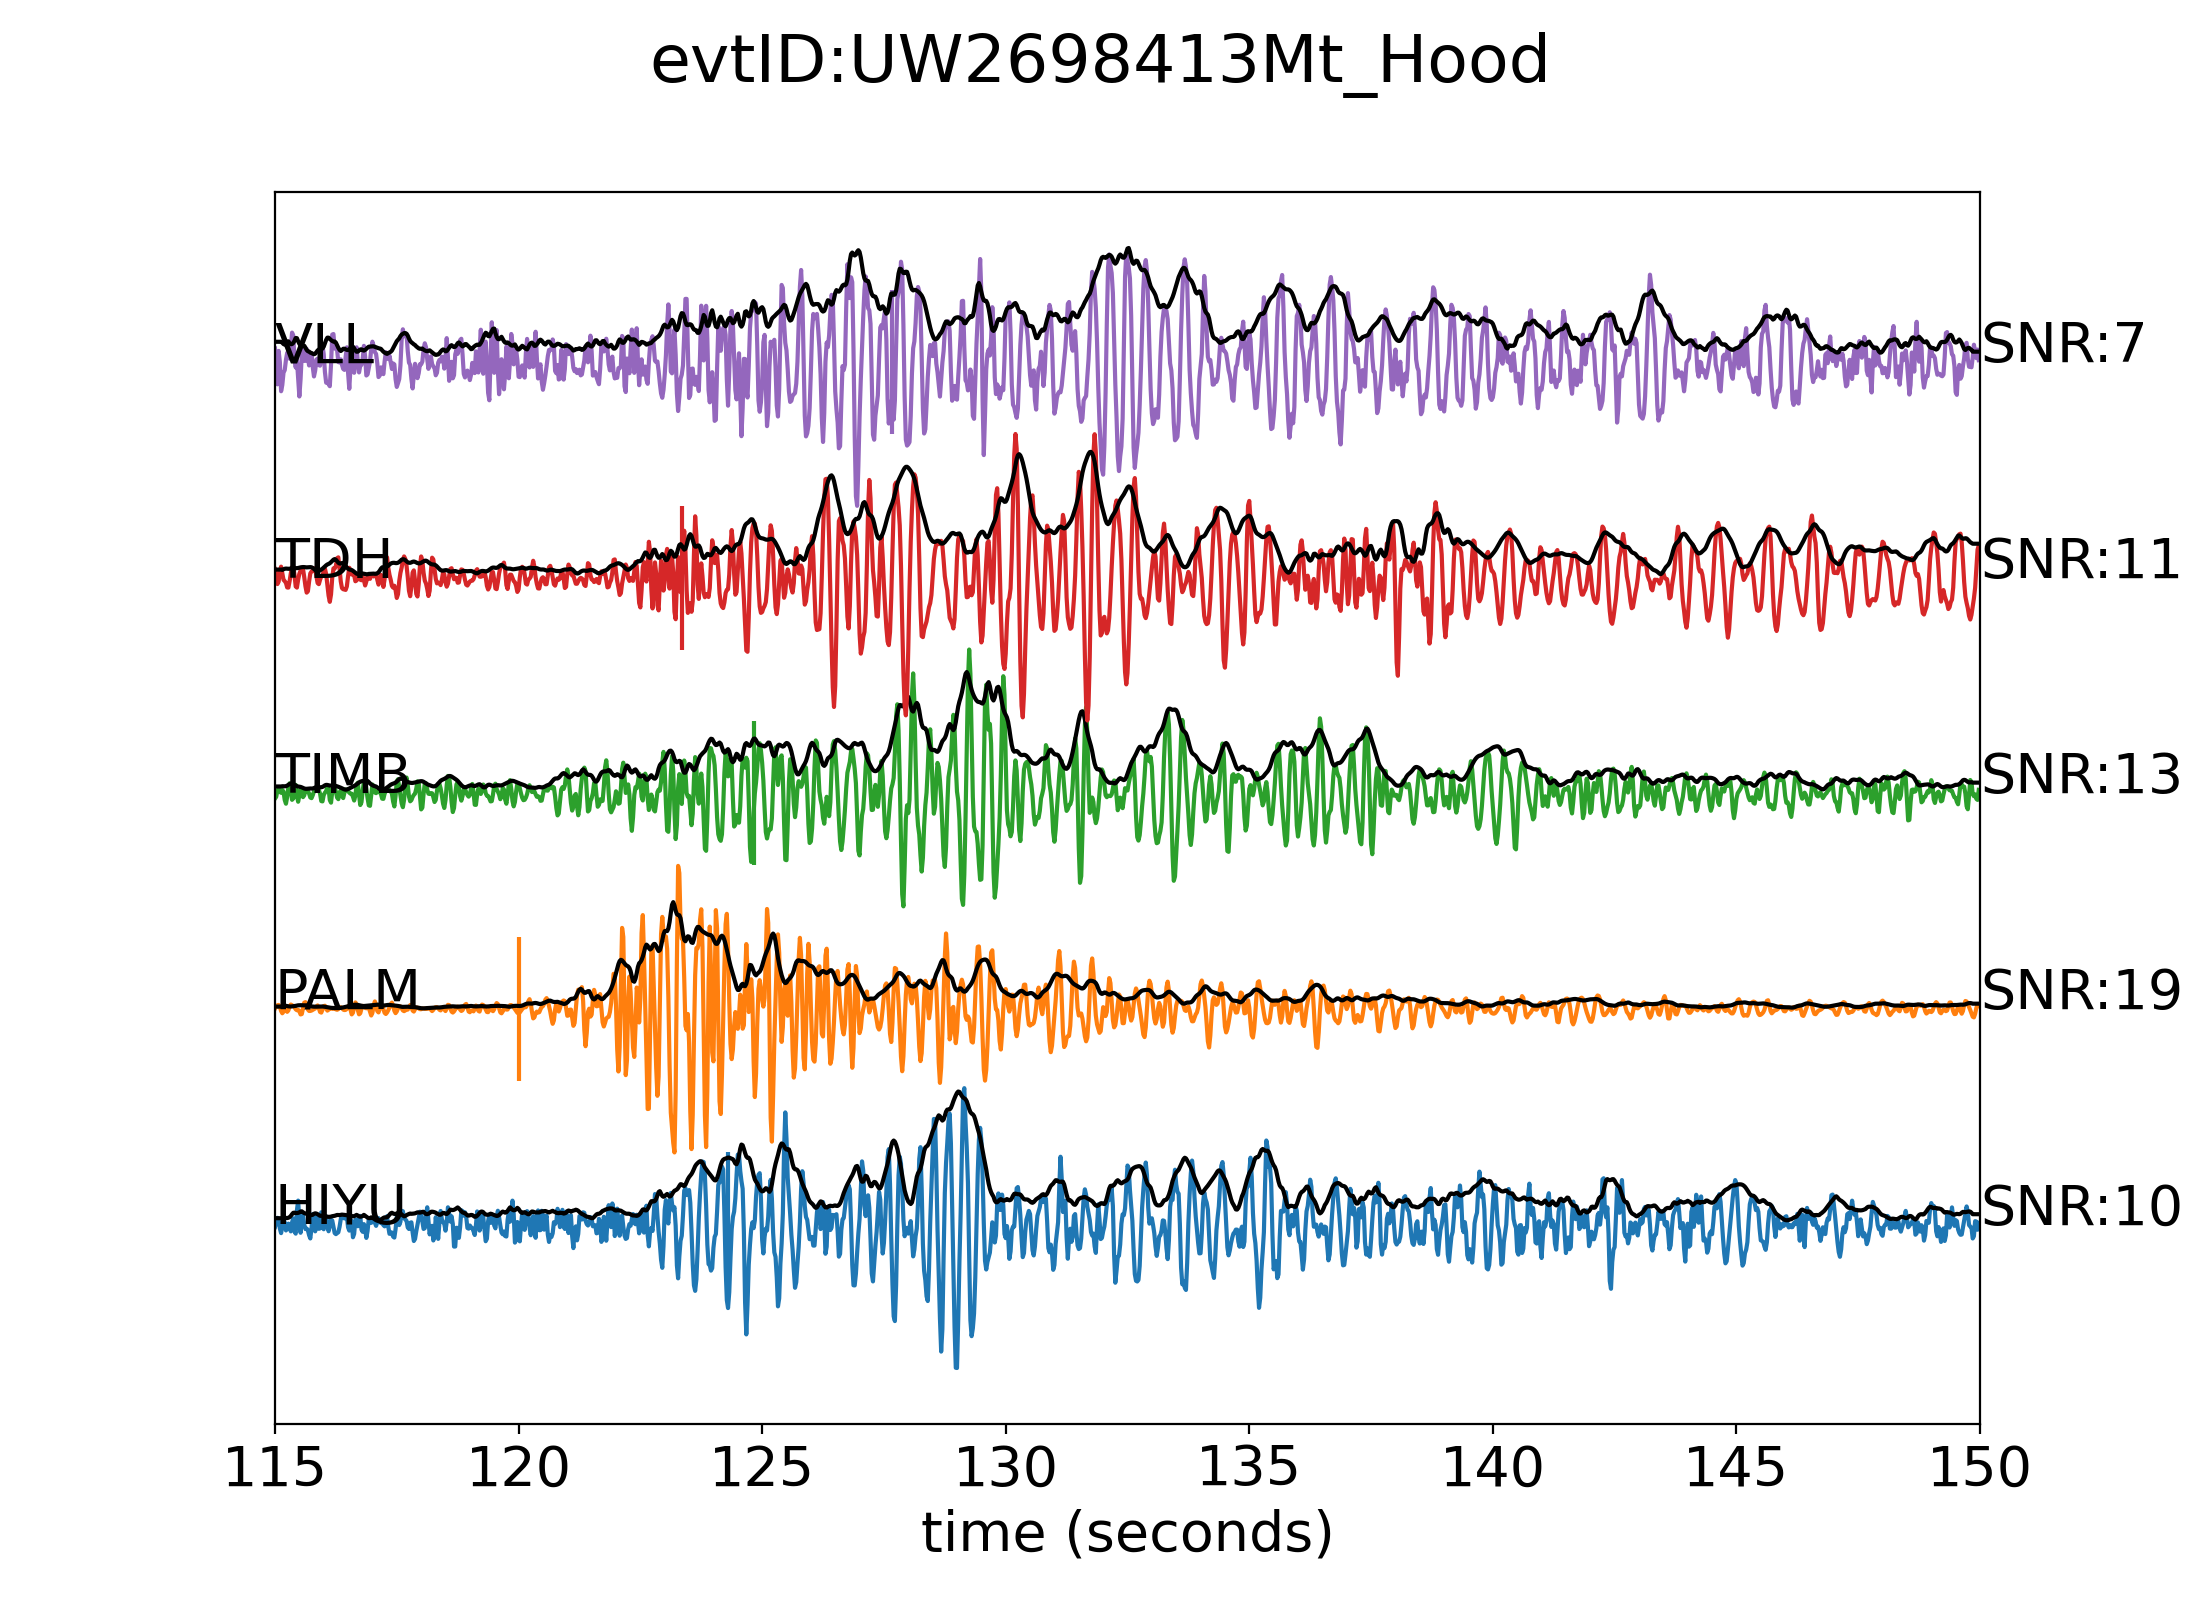 evtID:UW2698413Mt_Hood
VLL SNR:7
TDH SNR:11
TIMB SNR:13
PALM SNR:19
HIYU SNR:10
115 120 125 130 135 140 145 150
time (seconds)